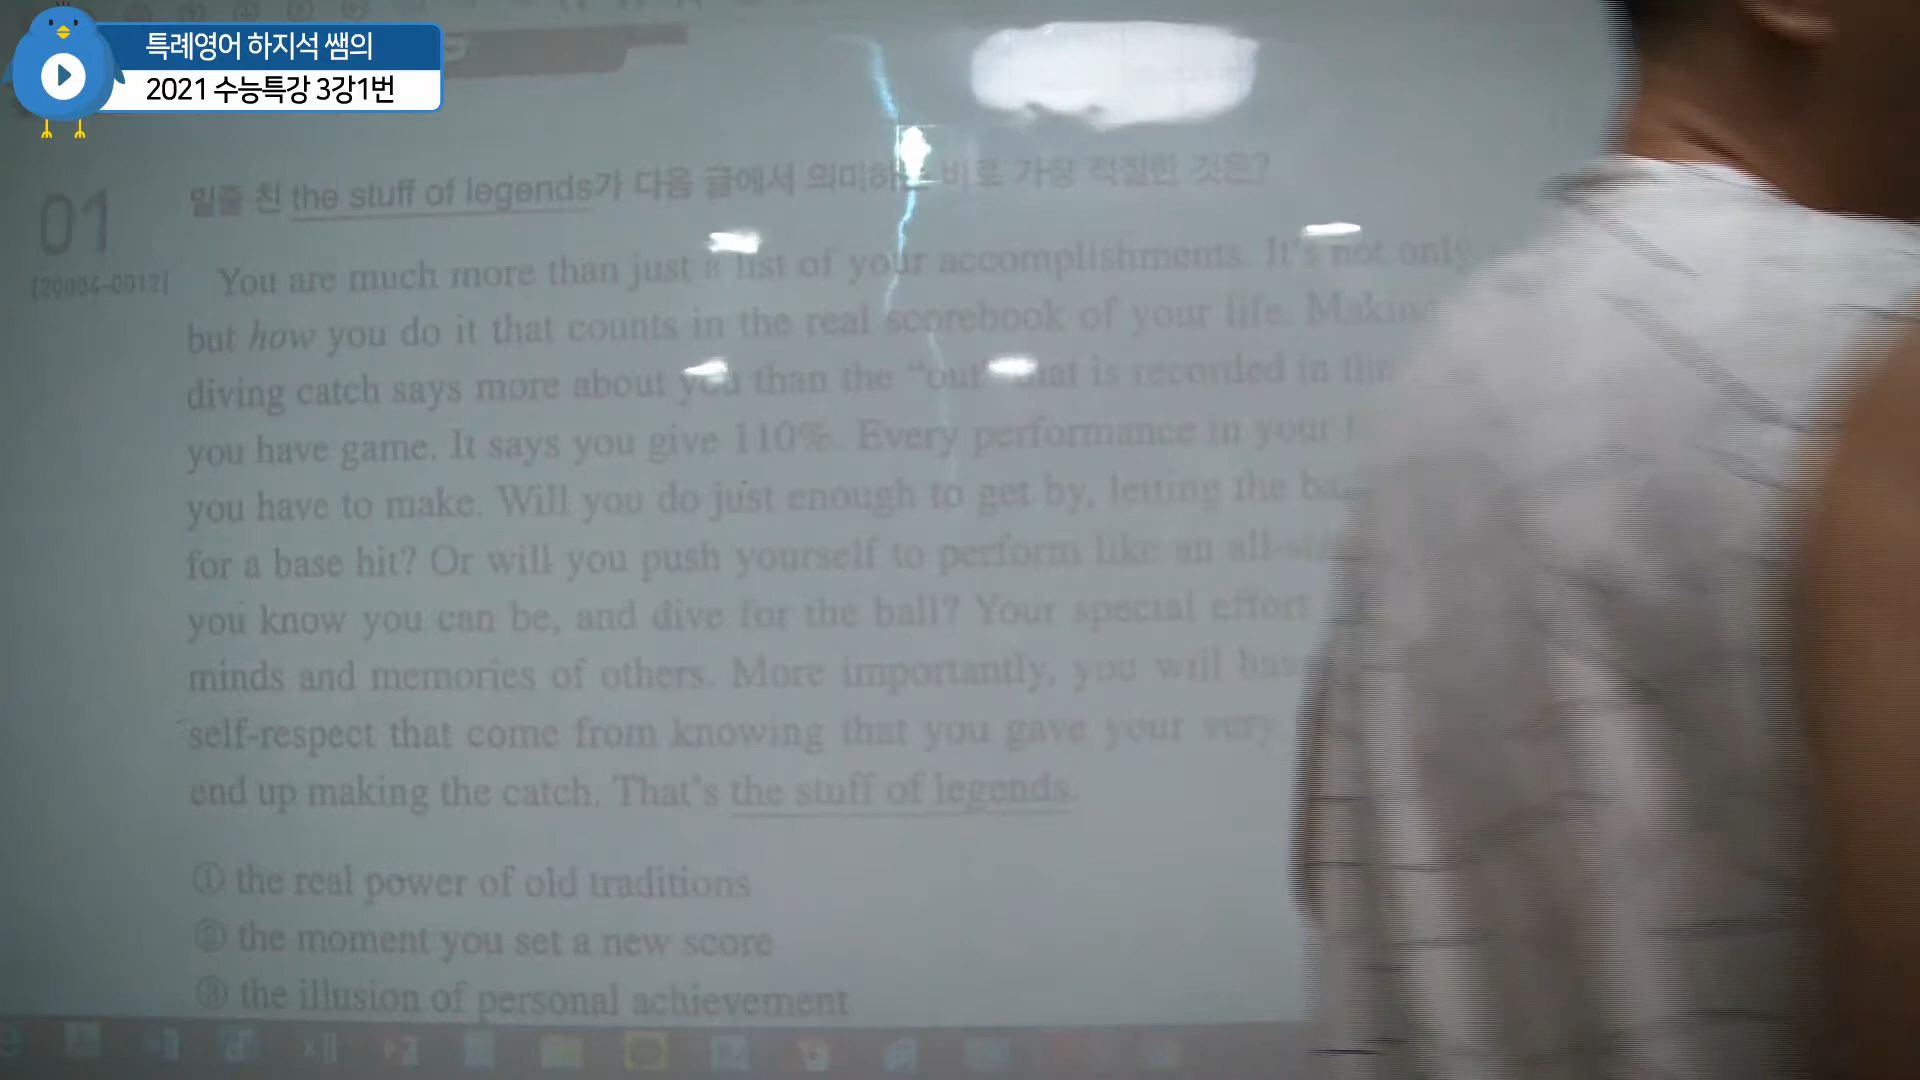 특례영어 하지석 쌤의
2021 수능특강 3강1번
01
[20004-0012]
밑줄 친 the stuff of legends가 다음 글에서 의미하는 바로 가장 적절한 것은?
You are much more than just a list of your accomplishments. It's not only
but how you do it that counts in the real scorebook of your life. Making
diving catch says more about you than the “out” that is recorded in the
you have game. It says you give 110%. Every performance in your
you have to make. Will you do just enough to get by, letting the
for a base hit? Or will you push yourself to perform like an
you know you can be, and dive for the ball? Your special effort
minds and memories of others. More importantly, you will
self-respect that come from knowing that you gave your very
end up making the catch. That's the stuff of legends.
① the real power of old traditions
② the moment you set a new score
③ the illusion of personal achievement